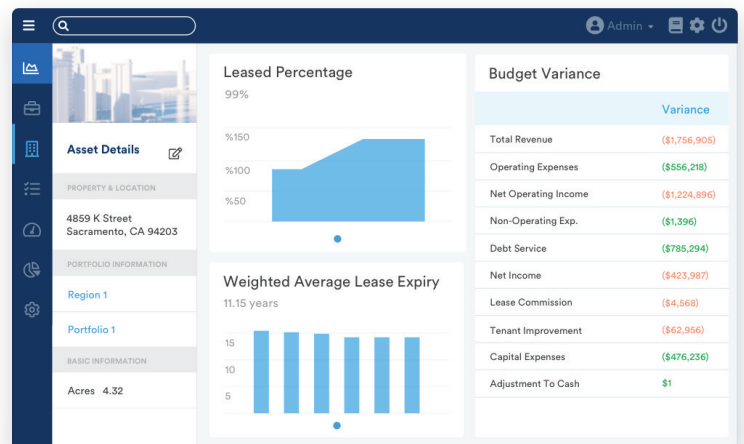 Admin
Asset Details
PROPERTY & LOCATION
4859 K Street
Sacramento, CA 94203
PORTFOLIO INFORMATION
Region 1
Portfolio 1
BASIC INFORMATION
Acres 4.32
Leased Percentage
99%
%150
%100
%50
Weighted Average Lease Expiry
11.15 years
15
10
5
Budget Variance
Variance
Total Revenue ($1,756,905)
Operating Expenses ($556,218)
Net Operating Income ($1,224,896)
Non-Operating Exp. ($1,396)
Debt Service ($785,294)
Net Income ($423,987)
Lease Commission ($4,568)
Tenant Improvement ($62,956)
Capital Expenses ($476,236)
Adjustment To Cash $1